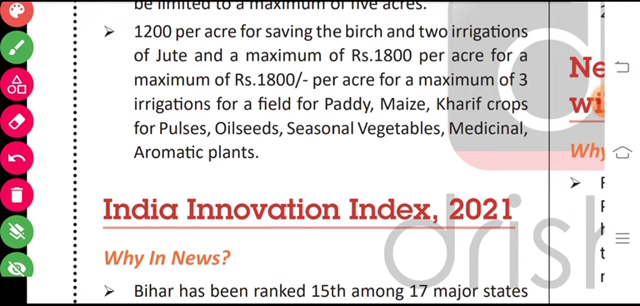 be limited to a maximum of five acres.
➤ 1200 per acre for saving the birch and two irrigations
of Jute and a maximum of Rs.1800 per acre for a
maximum of Rs.1800/- per acre for a maximum of 3
irrigations for a field for Paddy, Maize, Kharif crops
for Pulses, Oilseeds, Seasonal Vegetables, Medicinal,
Aromatic plants.
India Innovation Index, 2021
Why In News?
➤ Bihar has been ranked 15th among 17 major states
drish
Ne
wi
Why